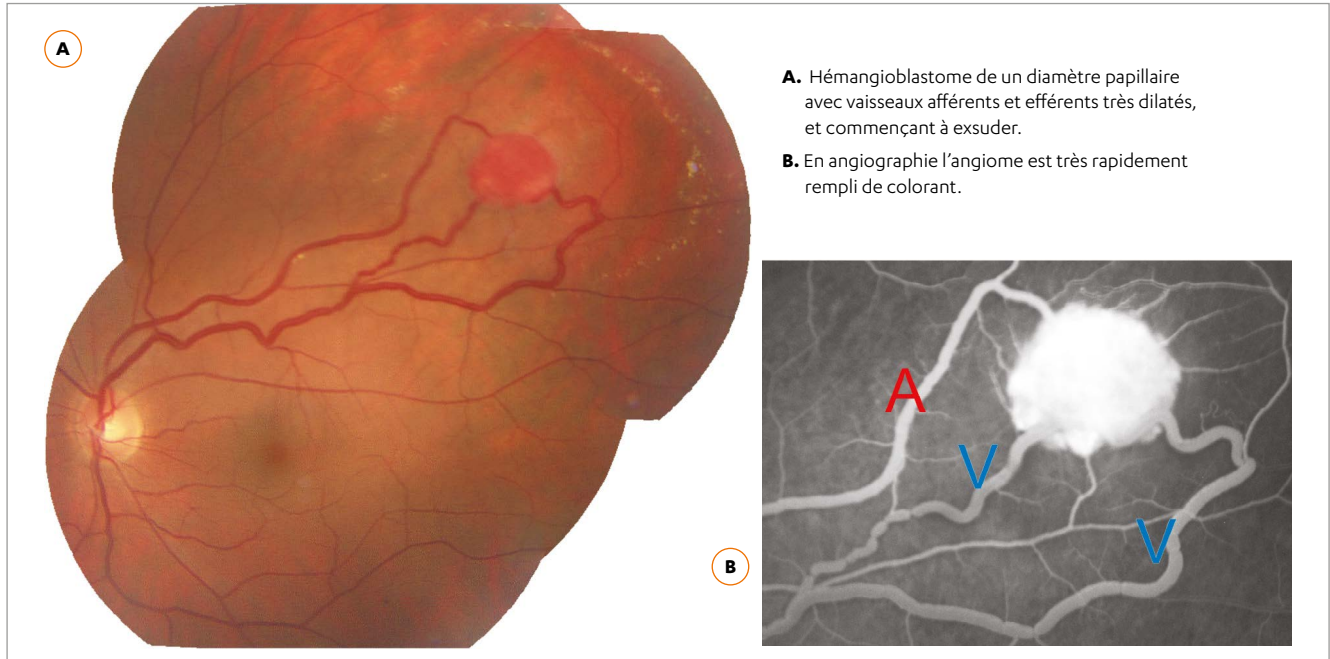 A
A. Hémangioblastome de un diamètre papillaire
avec vaisseaux afférents et efférents très dilatés,
et commençant à exsuder.
B. En angiographie l'angiome est très rapidement
rempli de colorant.
A
V
V
B